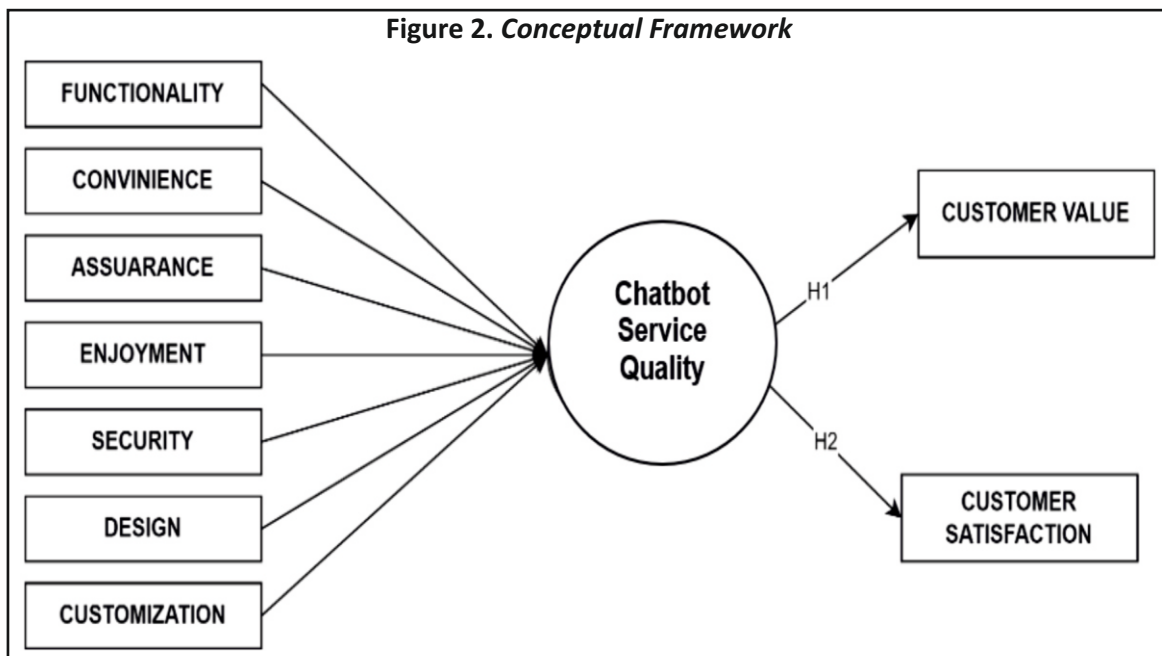 Figure 2. Conceptual Framework
FUNCTIONALITY
CONVINIENCE
ASSUARANCE
ENJOYMENT
SECURITY
DESIGN
CUSTOMIZATION
Chatbot
Service
Quality
H1
H2
CUSTOMER VALUE
CUSTOMER
SATISFACTION